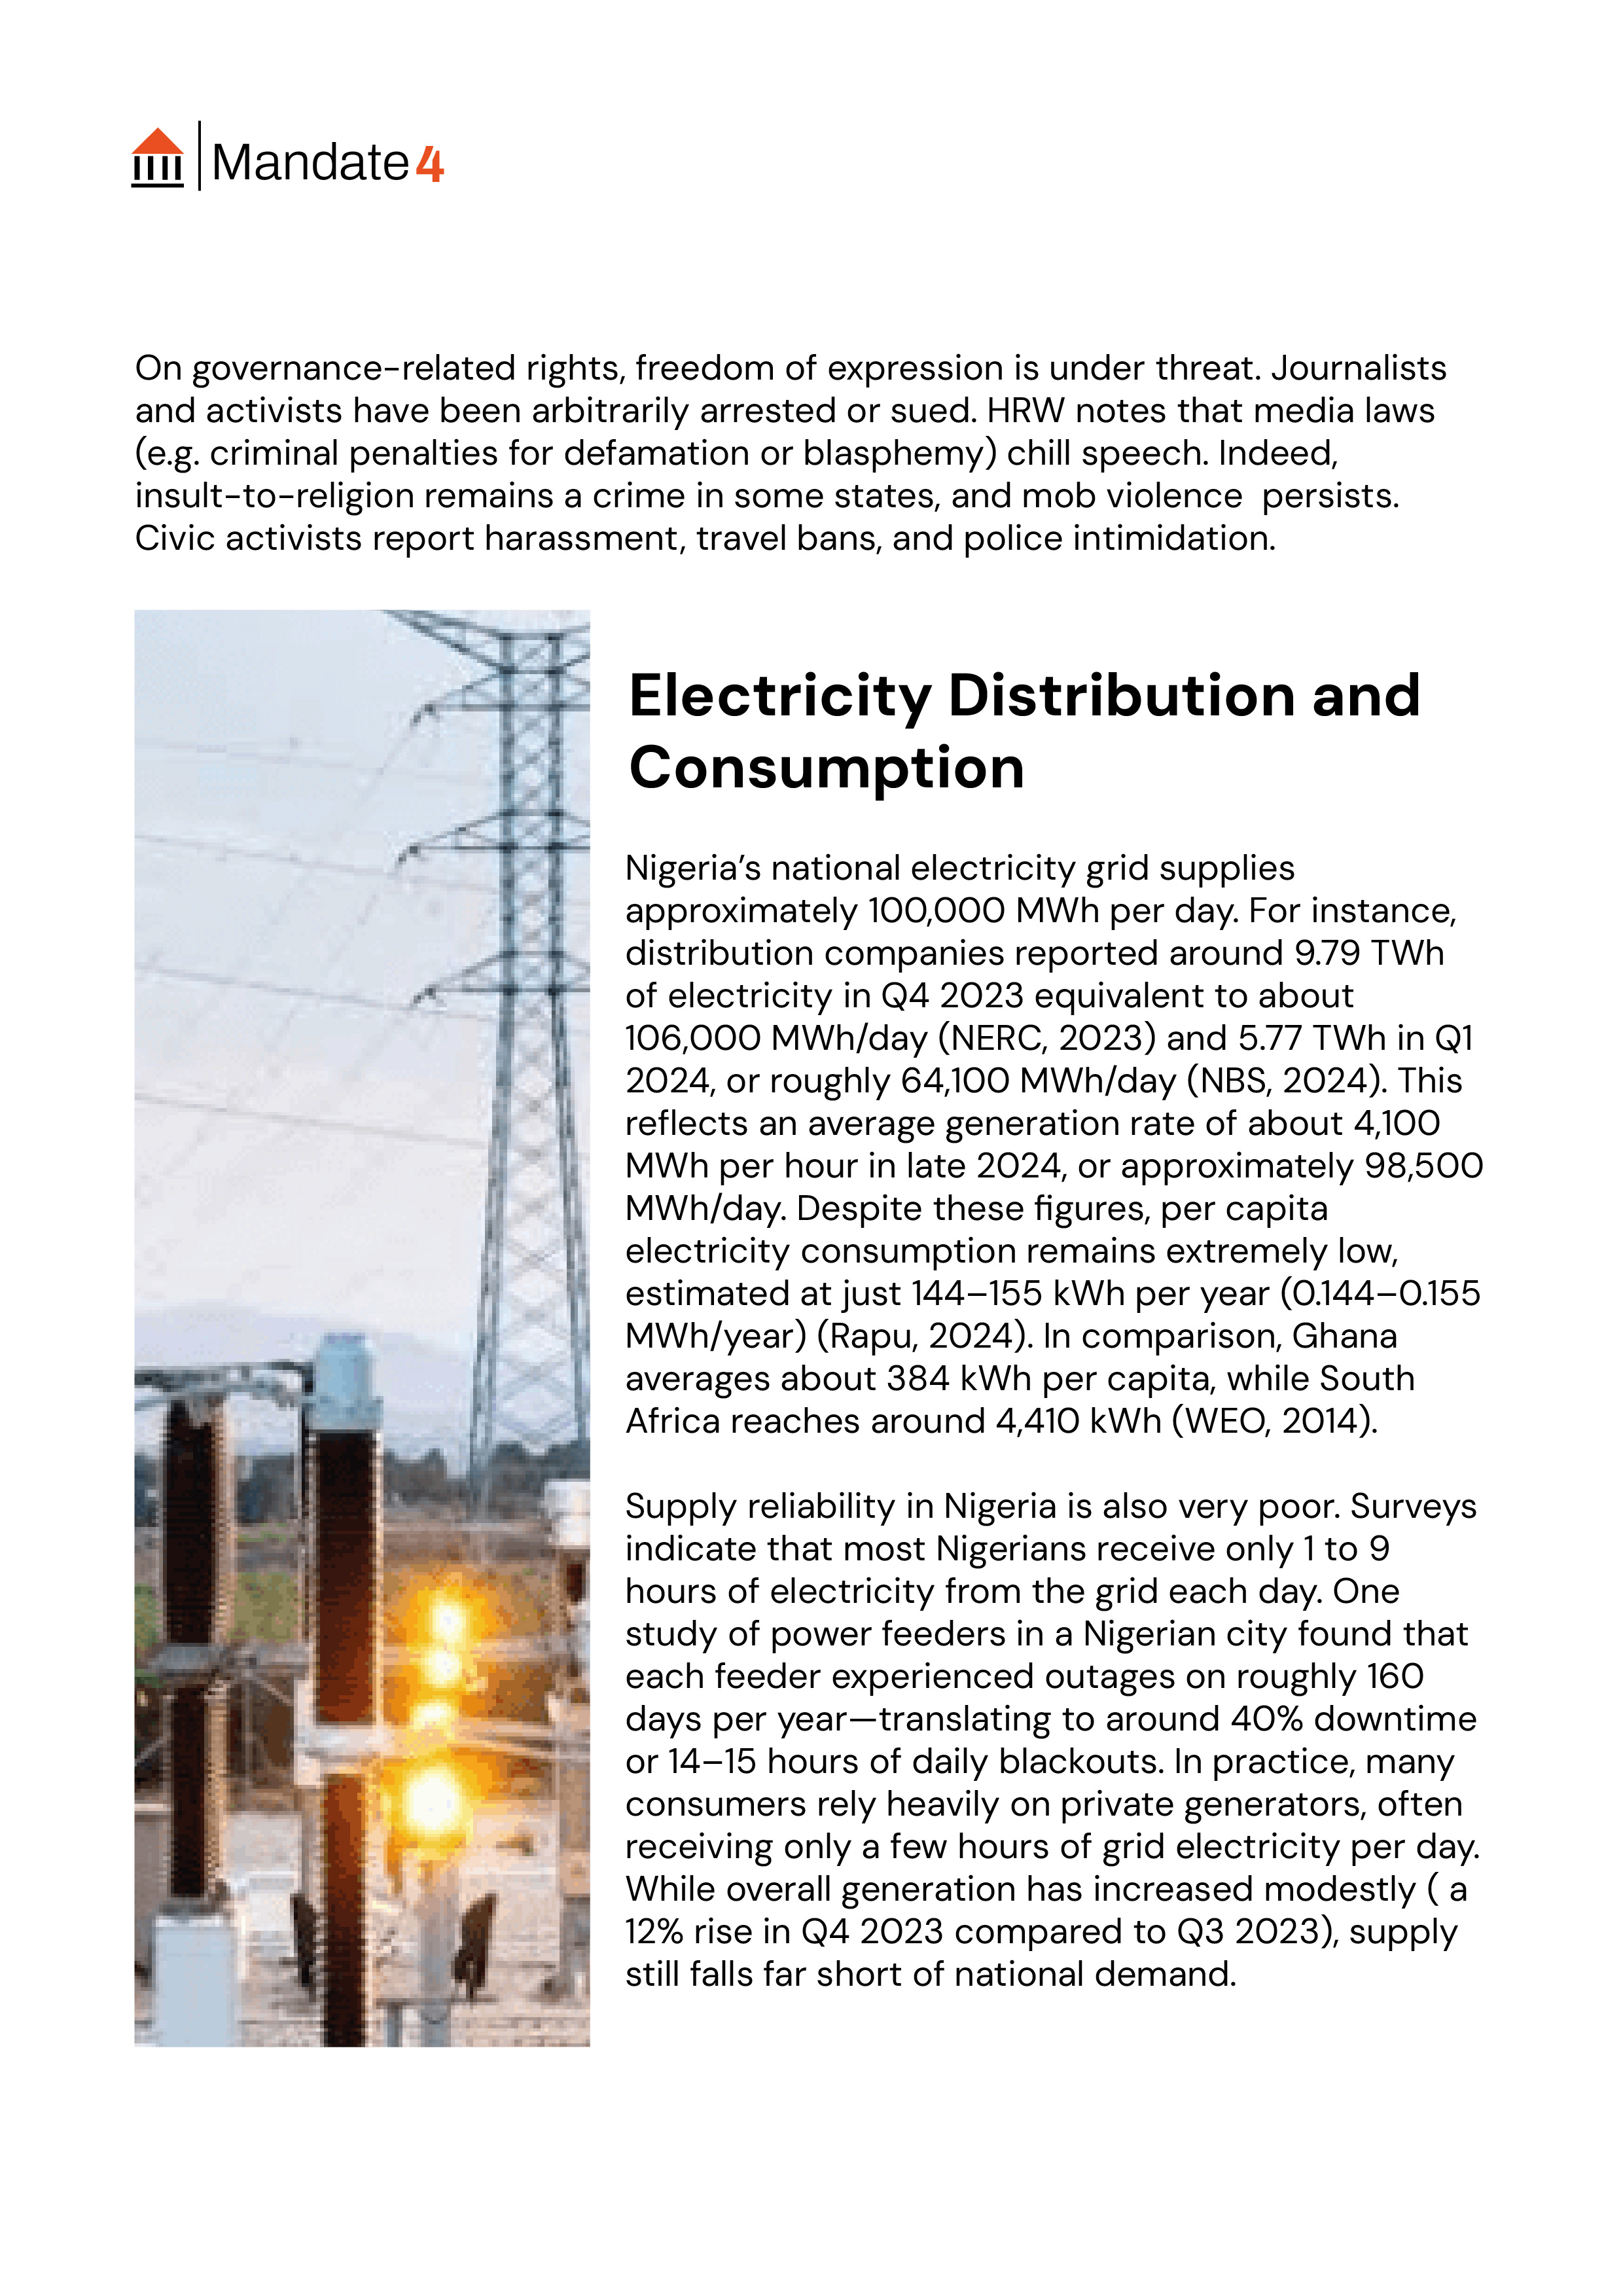 Mandate4
On governance-related rights, freedom of expression is under threat. Journalists
and activists have been arbitrarily arrested or sued. HRW notes that media laws
(e.g. criminal penalties for defamation or blasphemy) chill speech. Indeed,
insult-to-religion remains a crime in some states, and mob violence  persists.
Civic activists report harassment, travel bans, and police intimidation.
Electricity Distribution and
Consumption
Nigeria’s national electricity grid supplies
approximately 100,000 MWh per day. For instance,
distribution companies reported around 9.79 TWh
of electricity in Q4 2023 equivalent to about
106,000 MWh/day (NERC, 2023) and 5.77 TWh in Q1
2024, or roughly 64,100 MWh/day (NBS, 2024). This
reflects an average generation rate of about 4,100
MWh per hour in late 2024, or approximately 98,500
MWh/day. Despite these figures, per capita
electricity consumption remains extremely low,
estimated at just 144–155 kWh per year (0.144–0.155
MWh/year) (Rapu, 2024). In comparison, Ghana
averages about 384 kWh per capita, while South
Africa reaches around 4,410 kWh (WEO, 2014).
Supply reliability in Nigeria is also very poor. Surveys
indicate that most Nigerians receive only 1 to 9
hours of electricity from the grid each day. One
study of power feeders in a Nigerian city found that
each feeder experienced outages on roughly 160
days per year—translating to around 40% downtime
or 14–15 hours of daily blackouts. In practice, many
consumers rely heavily on private generators, often
receiving only a few hours of grid electricity per day.
While overall generation has increased modestly ( a
12% rise in Q4 2023 compared to Q3 2023), supply
still falls far short of national demand.